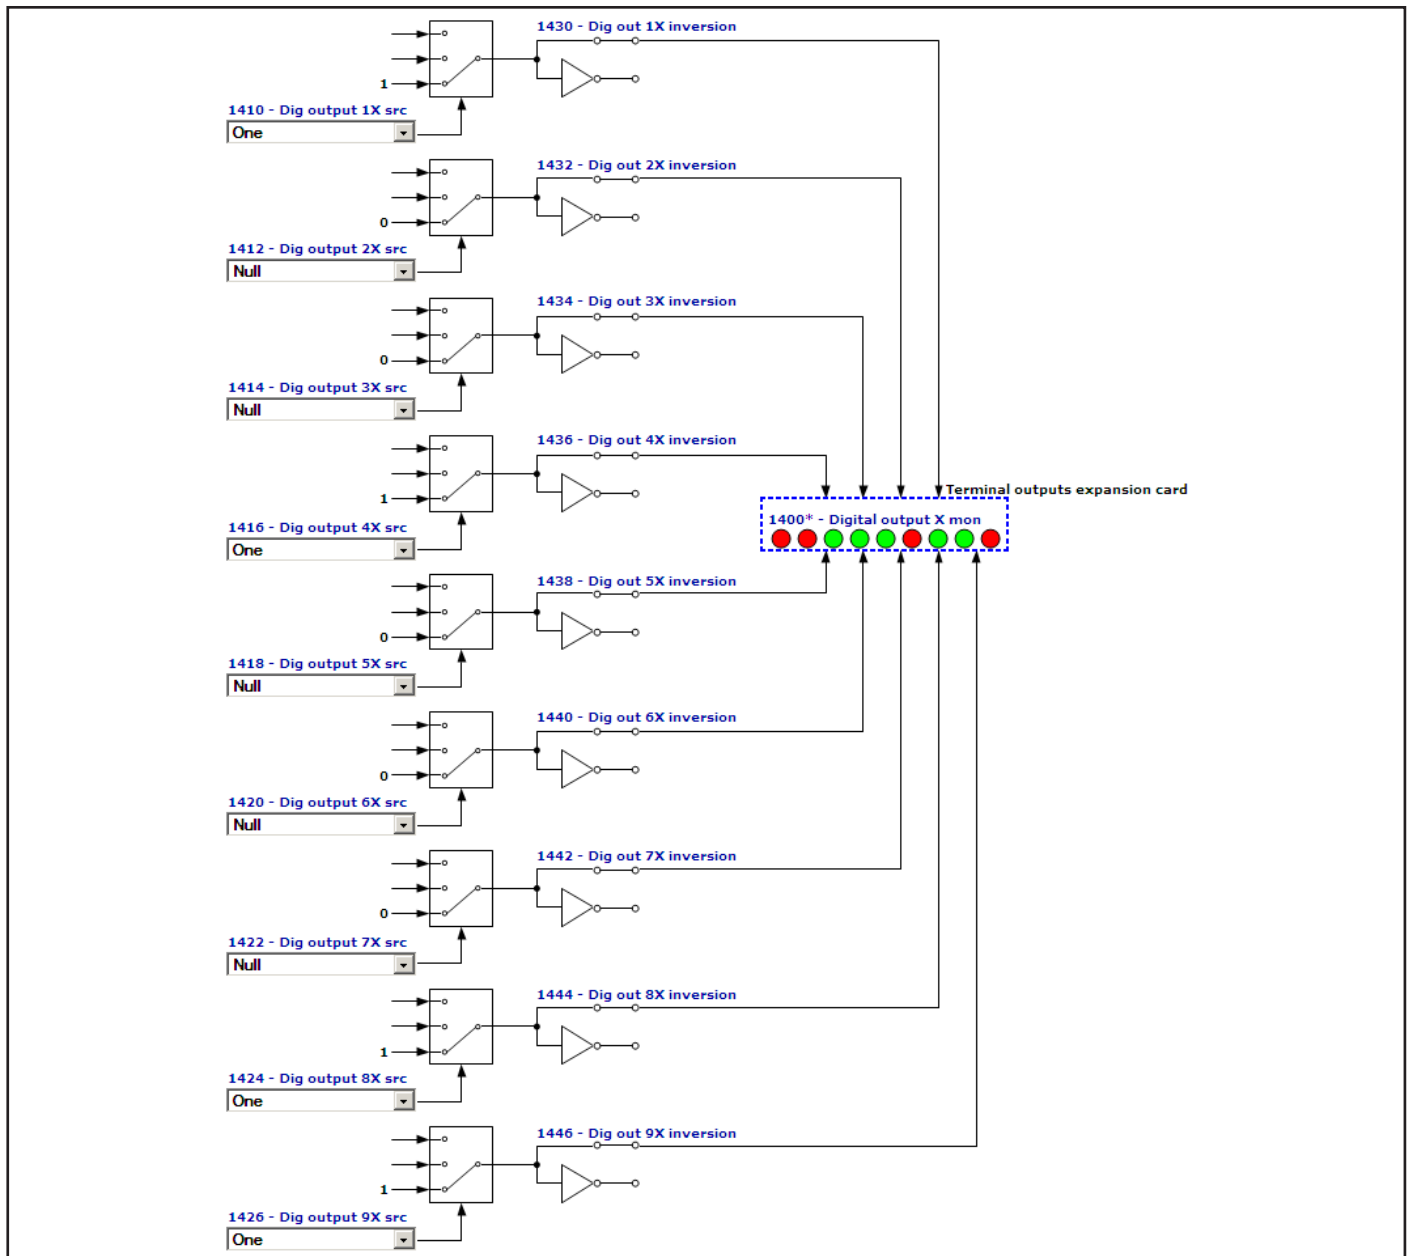 1430 - Dig out 1X inversion
1
1410 - Dig output 1X src
One
1432 - Dig out 2X inversion
0
1412 - Dig output 2X src
Null
1434 - Dig out 3X inversion
0
1414 - Dig output 3X src
Null
1436 - Dig out 4X inversion
1
1416 - Dig output 4X src
One
Terminal outputs expansion card
1400* - Digital output X mon
1438 - Dig out 5X inversion
0
1418 - Dig output 5X src
Null
1440 - Dig out 6X inversion
0
1420 - Dig output 6X src
Null
1442 - Dig out 7X inversion
0
1422 - Dig output 7X src
Null
1444 - Dig out 8X inversion
1
1424 - Dig output 8X src
One
1446 - Dig out 9X inversion
1
1426 - Dig output 9X src
One